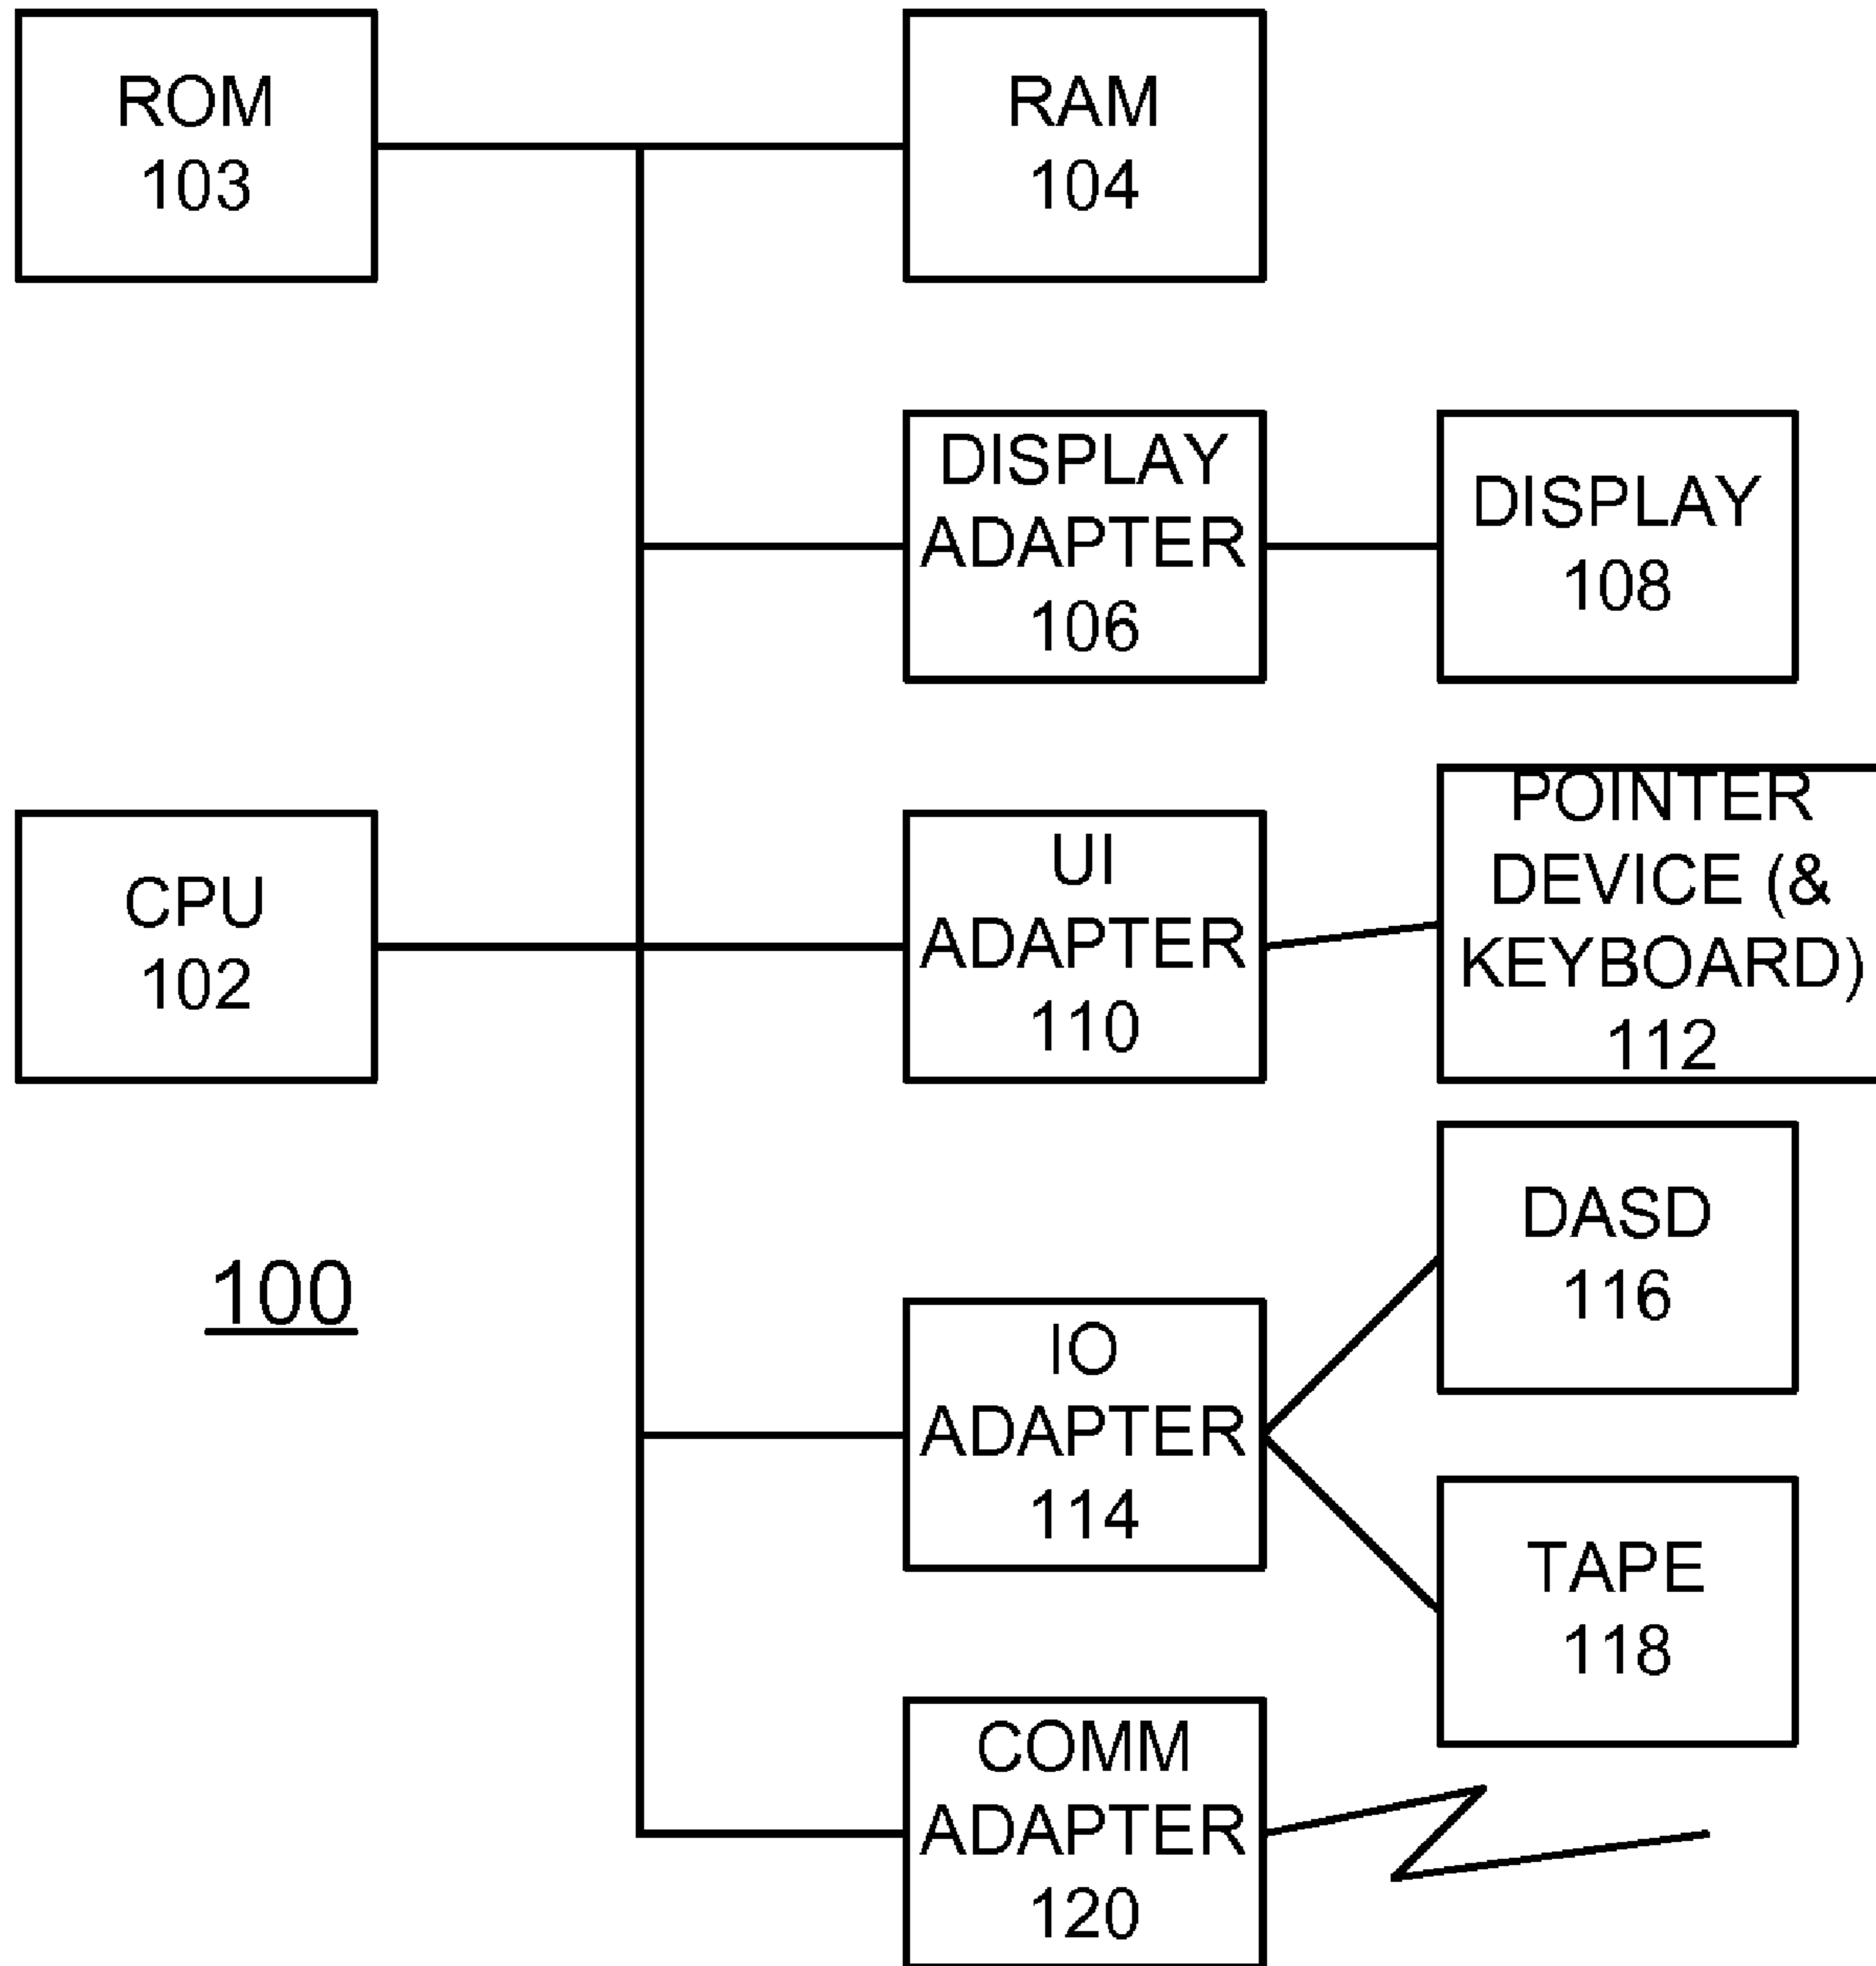 ROM
103
RAM
104
DISPLAY
ADAPTER
106
DISPLAY
108
CPU
102
UI
ADAPTER
110
POINTER
DEVICE (&
KEYBOARD)
112
100
IO
ADAPTER
114
DASD
116
TAPE
118
COMM
ADAPTER
120